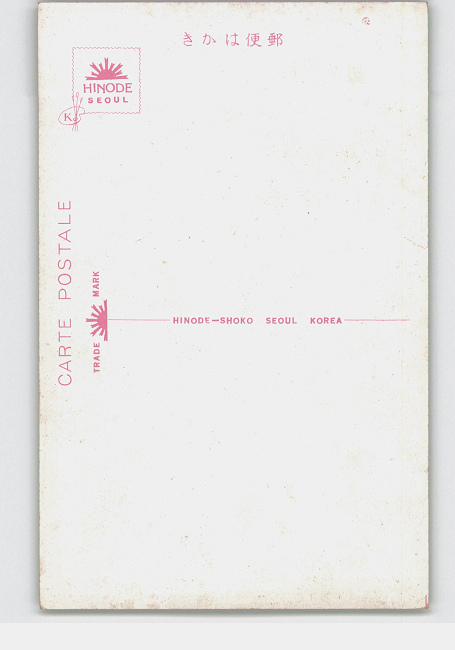 きかは便郵
HINODE
SEOUL
K
CARTE POSTALE
TRADE MARK
HINODE—SHOKO SEOUL KOREA